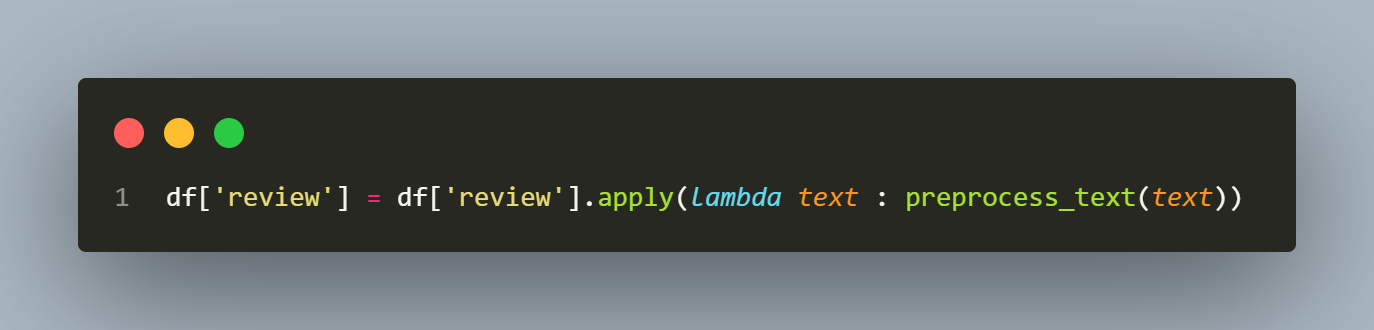 1 df['review'] = df['review'].apply(lambda text : preprocess_text(text))